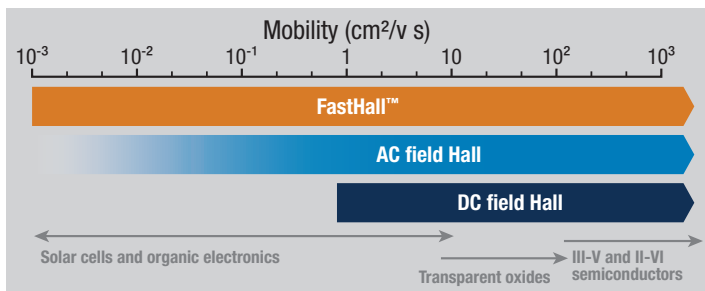 Mobility (cm²/v s)
10⁻³ 10⁻² 10⁻¹ 1 10 10² 10³
FastHall™
AC field Hall
DC field Hall
Solar cells and organic electronics
Transparent oxides
III-V and II-VI
semiconductors